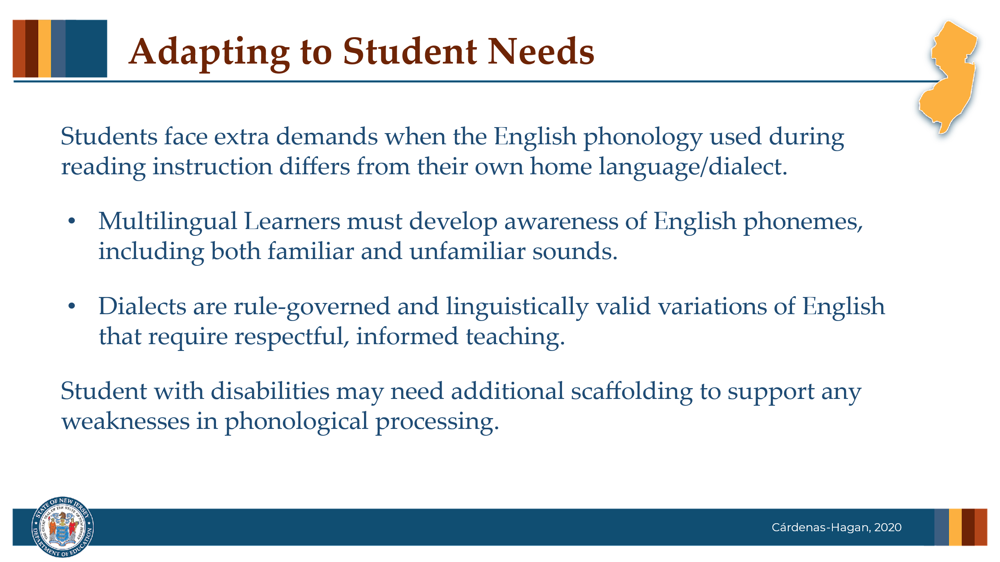 Adapting to Student Needs
Students face extra demands when the English phonology used during
reading instruction differs from their own home language/dialect.
• Multilingual Learners must develop awareness of English phonemes,
including both familiar and unfamiliar sounds.
• Dialects are rule-governed and linguistically valid variations of English
that require respectful, informed teaching.
Student with disabilities may need additional scaffolding to support any
weaknesses in phonological processing.
STATE OF NEW JERSEY
THE GREAT SEAL OF THE STATE OF NEW JERSEY
DEPARTMENT OF EDUCATION
Cárdenas-Hagan, 2020